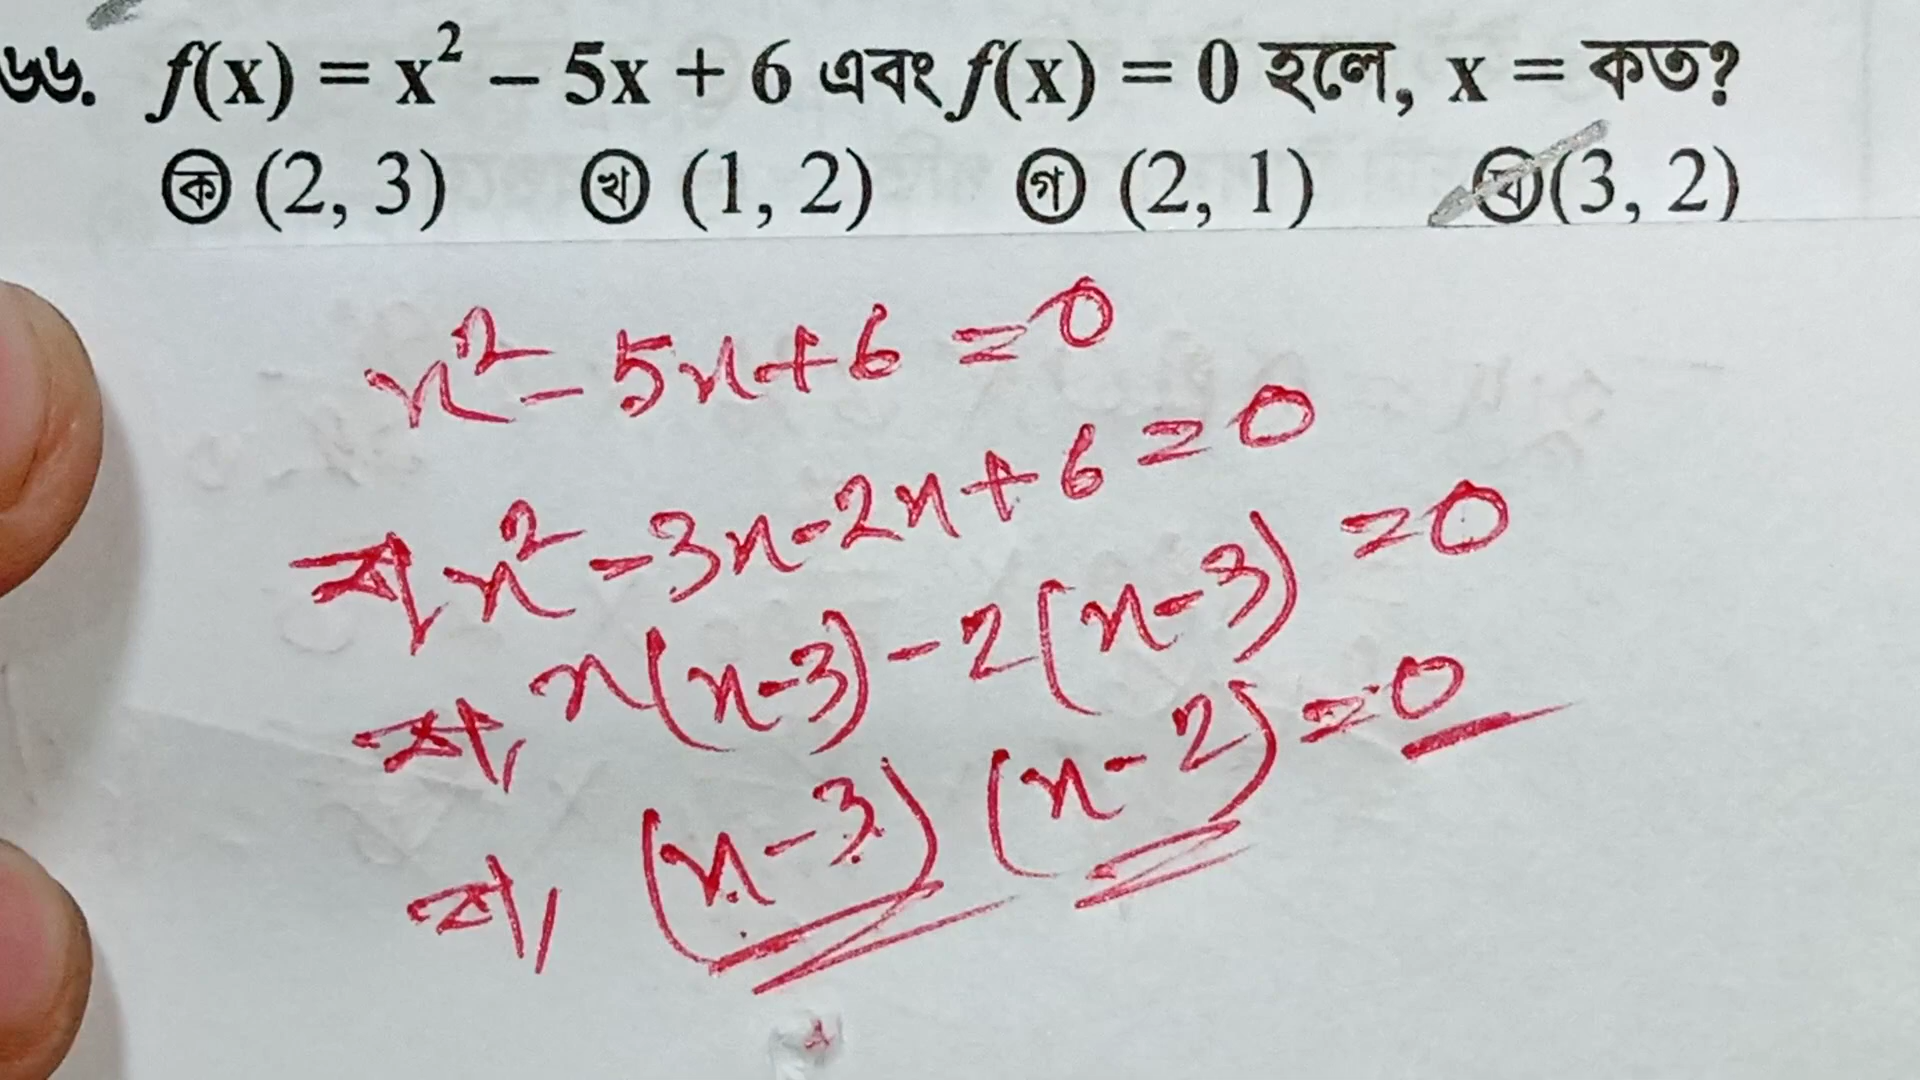 ৬৬. f(x) = x² – 5x + 6 এবং f(x) = 0 হলে, x = কত?
ক (2, 3) খ (1, 2) গ (2, 1) ঘ (3, 2)
x² - 5x + 6 = 0
বা, x² - 3x - 2x + 6 = 0
বা, x(x-3) - 2(x-3) = 0
বা, (x-3) (x-2) = 0